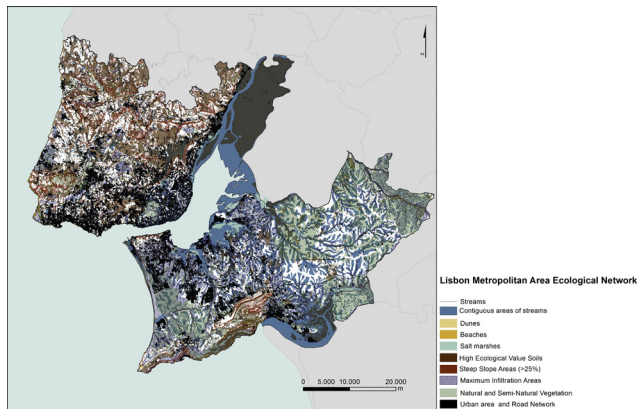 N
Lisbon Metropolitan Area Ecological Network
Streams
Contiguous areas of streams
Dunes
Beaches
Salt marshes
High Ecological Value Soils
Steep Slope Areas (>25%)
Maximum Infiltration Areas
Natural and Semi-Natural Vegetation
Urban area and Road Network
0 5.000 10.000 20.000
m